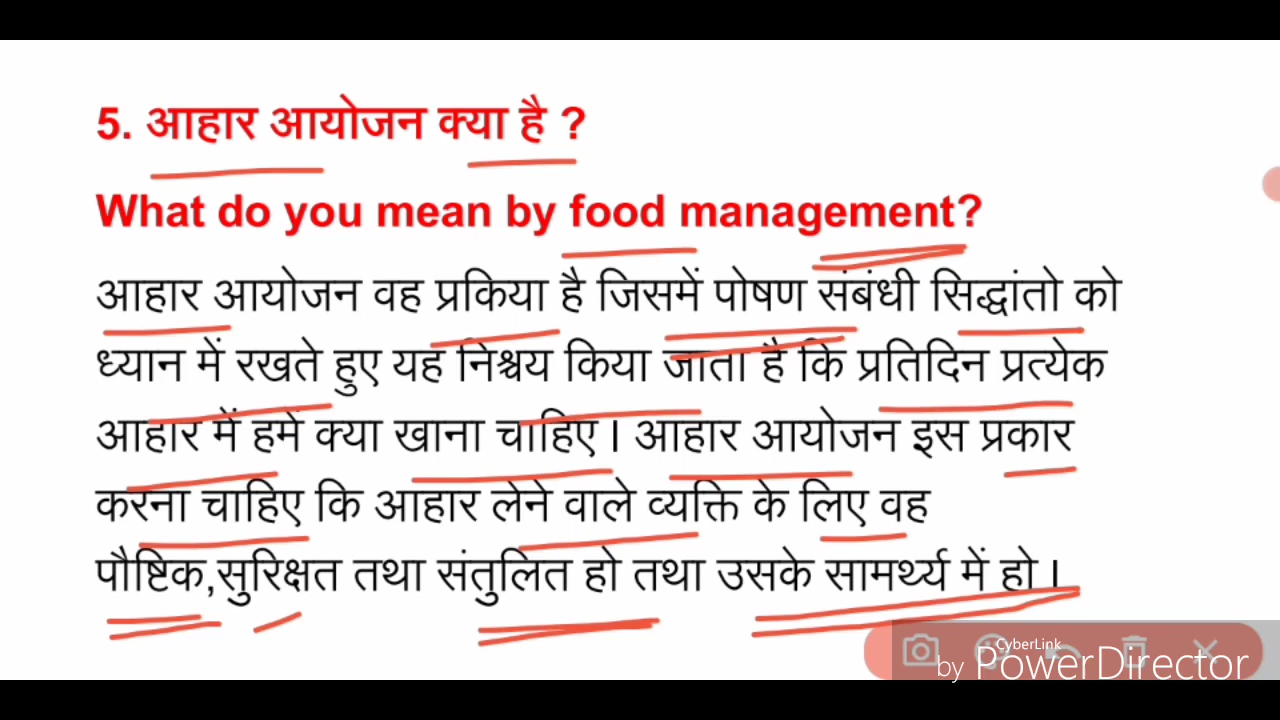 5. आहार आयोजन क्या है ?
What do you mean by food management?
आहार आयोजन वह प्रकिया है जिसमें पोषण संबंधी सिद्धांतो को
ध्यान में रखते हुए यह निश्चय किया जाता है कि प्रतिदिन प्रत्येक
आहार में हमें क्या खाना चाहिए । आहार आयोजन इस प्रकार
करना चाहिए कि आहार लेने वाले व्यक्ति के लिए वह
पौष्टिक,सुरिक्षत तथा संतुलित हो तथा उसके सामर्थ्य में हो ।
CyberLink
by PowerDirector